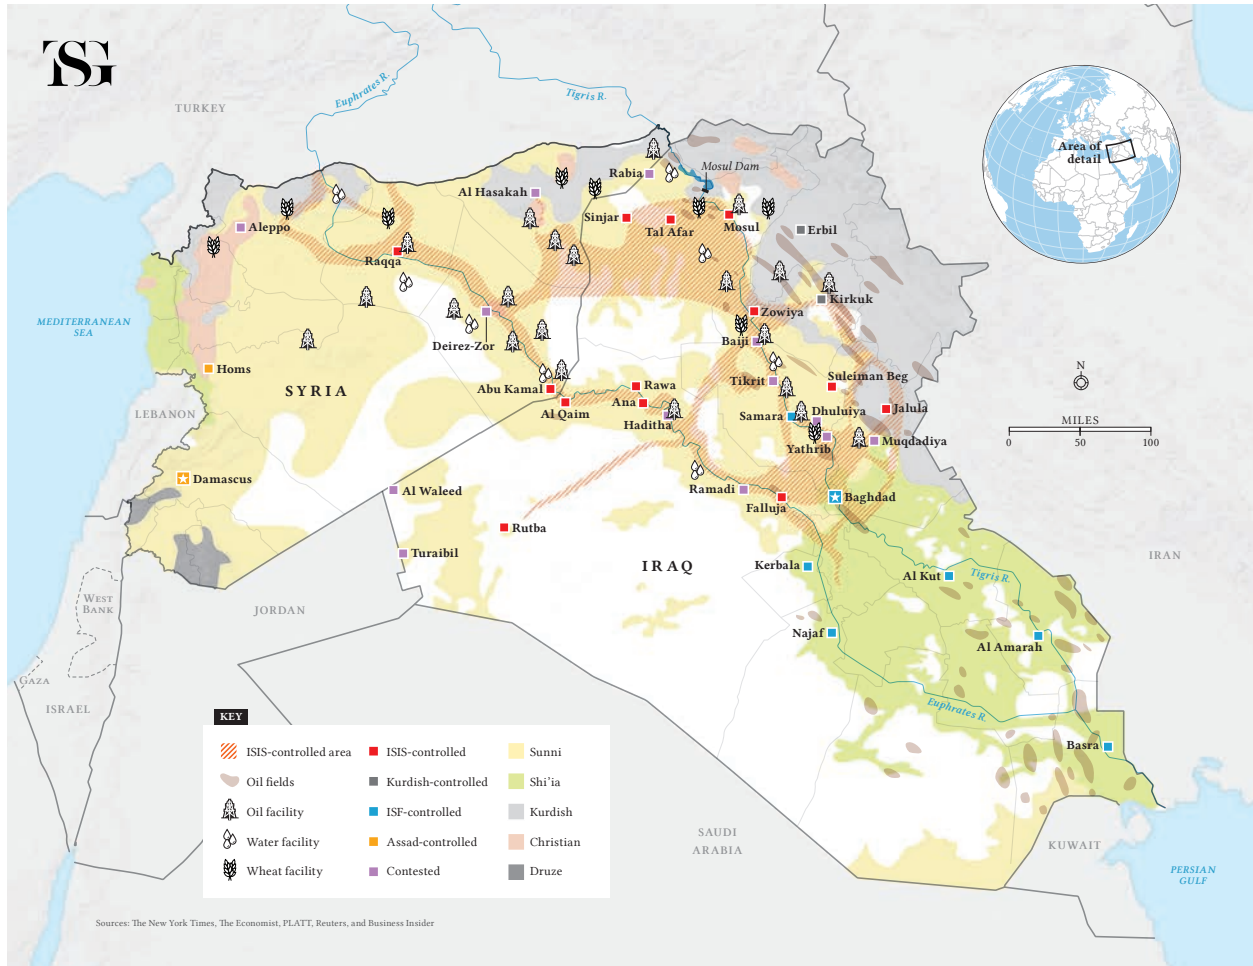 TSG
TURKEY
Euphrates R.
Tigris R.
Area of
detail
Mosul Dam
Rabia
Al Hasakah
Sinjar
Tal Afar
Mosul
Erbil
Aleppo
Raqqa
Kirkuk
Zowiya
MEDITERRANEAN
SEA
Deirez-Zor
Baiji
Homs
SYRIA
Abu Kamal
Al Qaim
Rawa
Ana
Haditha
Tikrit
Suleiman Beg
Samara
Dhuluiya
Jalula
Yathrib
Muqdadiya
LEBANON
N
MILES
0 50 100
Damascus
Al Waleed
Ramadi
Falluja
Baghdad
Rutba
Turaibil
IRAQ
Kerbala
Al Kut
Tigris R.
IRAN
WEST
BANK
JORDAN
Najaf
Al Amarah
GAZA
ISRAEL
Euphrates R.
Basra
SAUDI
ARABIA
KUWAIT
PERSIAN
GULF
KEY
ISIS-controlled area
Oil fields
Oil facility
Water facility
Wheat facility
ISIS-controlled
Kurdish-controlled
ISF-controlled
Assad-controlled
Contested
Sunni
Shi'ia
Kurdish
Christian
Druze
Sources: The New York Times, The Economist, PLATT, Reuters, and Business Insider